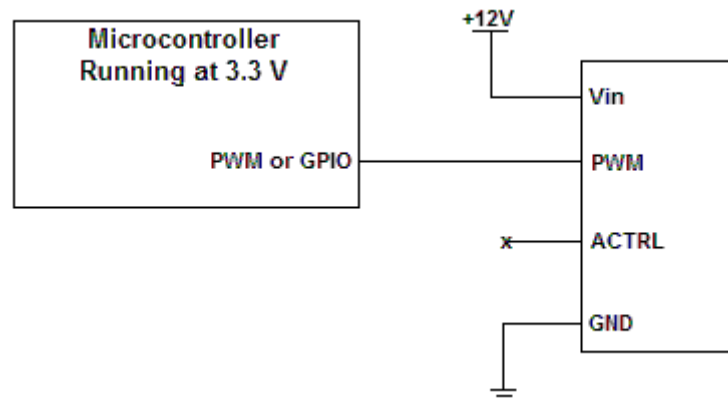 Microcontroller
Running at 3.3 V
PWM or GPIO
+12V
Vin
PWM
x
ACTRL
GND